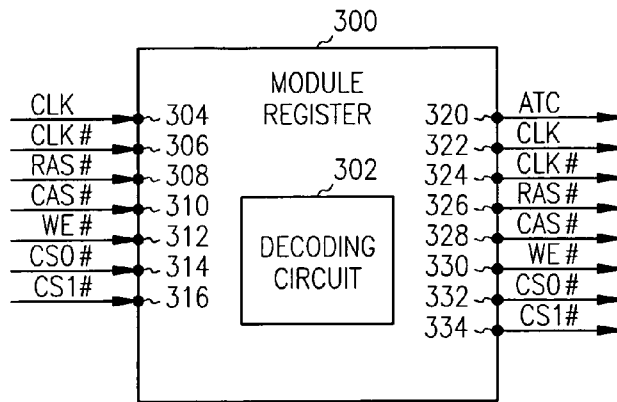 300
MODULE
REGISTER
CLK
304
CLK#
306
RAS#
308
CAS#
310
WE#
312
CS0#
314
CS1#
316
302
DECODING
CIRCUIT
320
ATC
322
CLK
324
CLK#
326
RAS#
328
CAS#
330
WE#
332
CS0#
334
CS1#